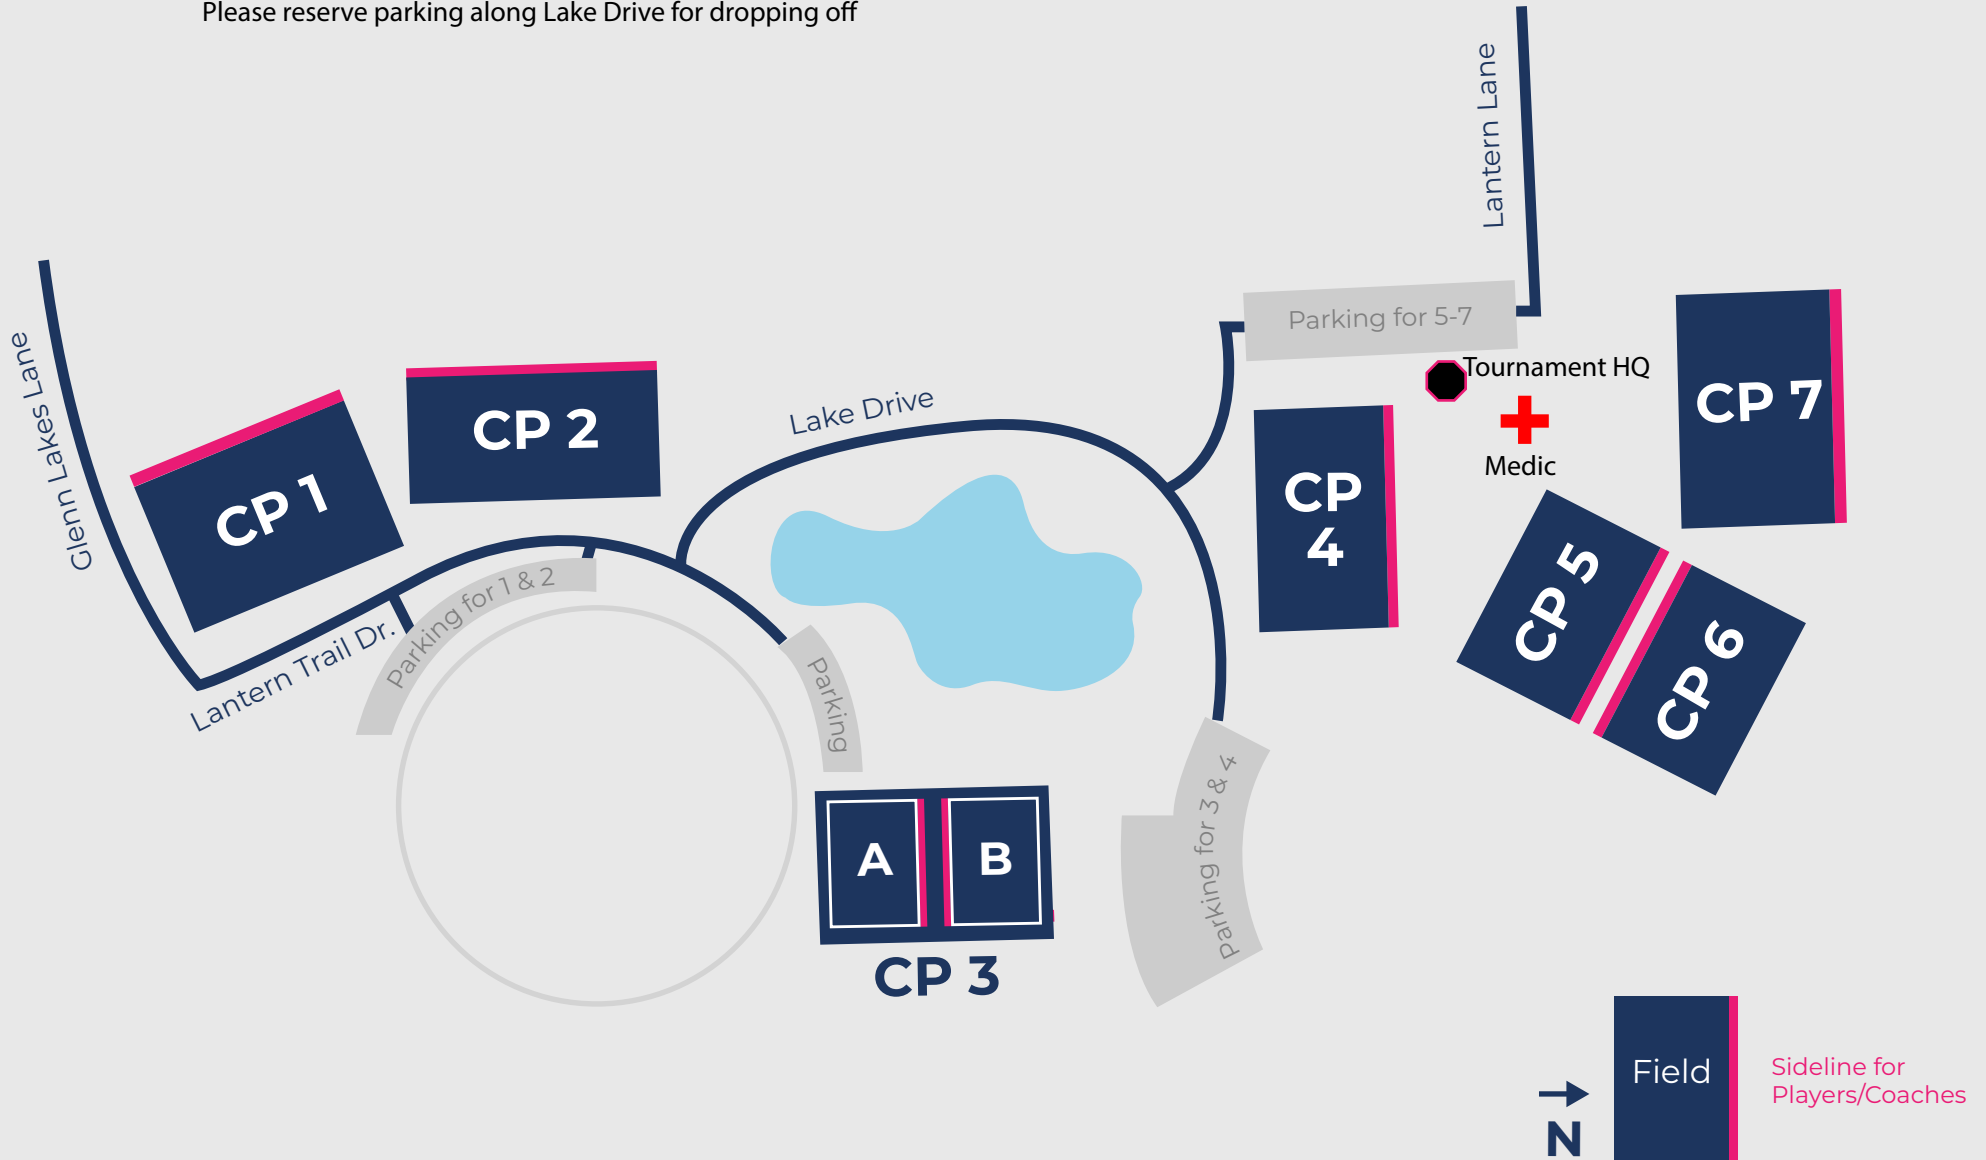 Please reserve parking along Lake Drive for dropping off
Lantern Lane
Glenn Lakes Lane
Parking for 5-7
Tournament HQ
Medic
CP 7
CP 2
CP 1
Lake Drive
CP
4
CP 5
CP 6
Parking for 1 & 2
Lantern Trail Dr.
Parking
Parking for 3 & 4
A
B
CP 3
Field
Sideline for
Players/Coaches
N